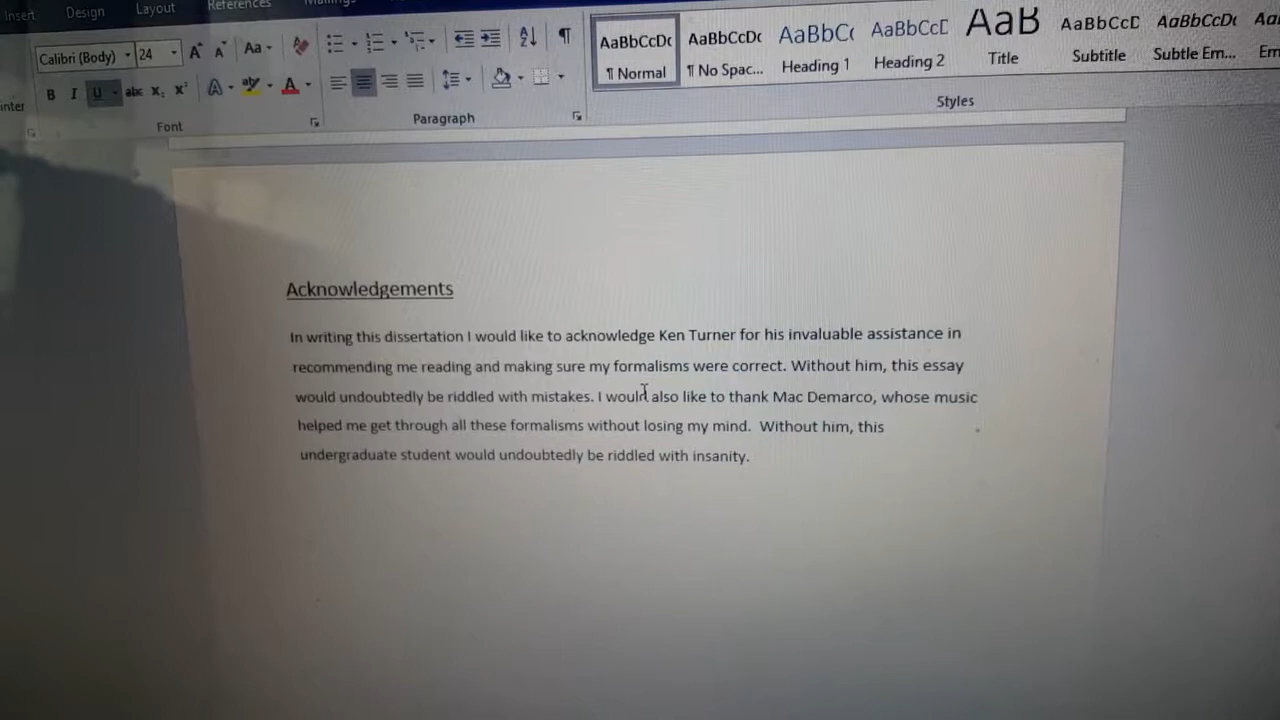 Insert Design Layout References
Calibri (Body) 24 Aa
B I U abc X₂ X² A aby A
Font Paragraph Styles
AaBbCcDc AaBbCcDc AaBbC AaBbCcD AaB AaBbCcD AaBbCcDc
¶ Normal ¶ No Spac... Heading 1 Heading 2 Title Subtitle Subtle Em...
Acknowledgements
In writing this dissertation I would like to acknowledge Ken Turner for his invaluable assistance in
recommending me reading and making sure my formalisms were correct. Without him, this essay
would undoubtedly be riddled with mistakes. I would also like to thank Mac Demarco, whose music
helped me get through all these formalisms without losing my mind.  Without him, this
undergraduate student would undoubtedly be riddled with insanity.